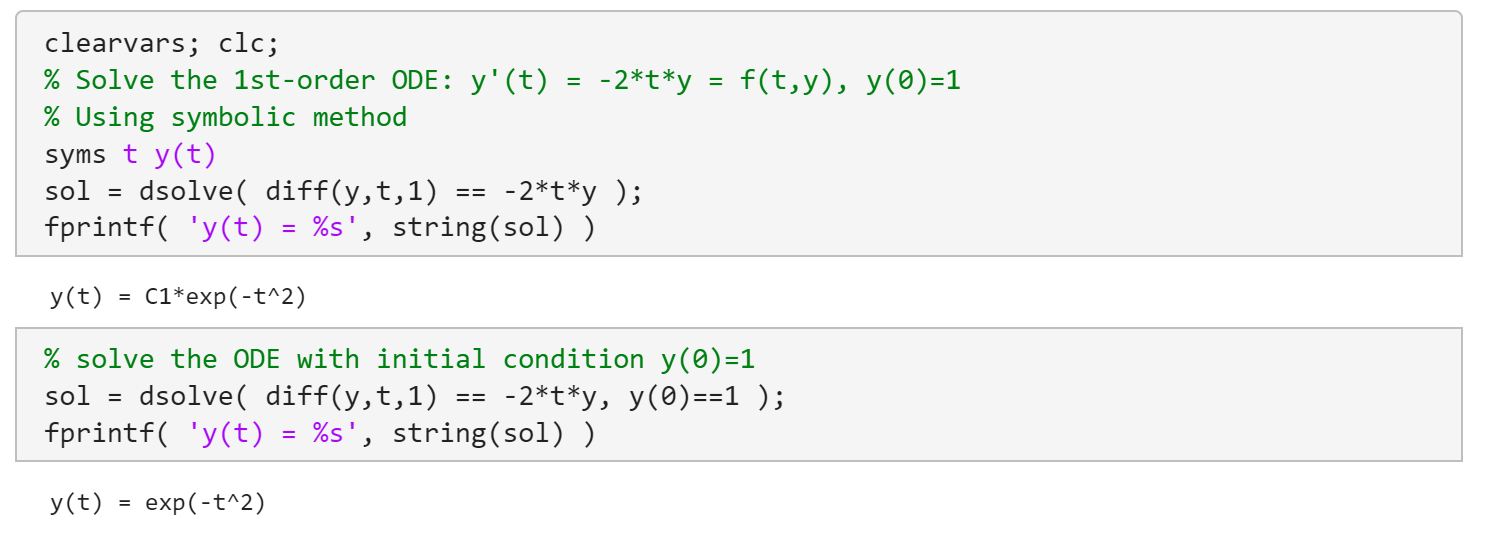 clearvars; clc;
% Solve the 1st-order ODE: y'(t) = -2*t*y = f(t,y), y(0)=1
% Using symbolic method
syms t y(t)
sol = dsolve( diff(y,t,1) == -2*t*y );
fprintf( 'y(t) = %s', string(sol) )
y(t) = C1*exp(-t^2)
% solve the ODE with initial condition y(0)=1
sol = dsolve( diff(y,t,1) == -2*t*y, y(0)==1 );
fprintf( 'y(t) = %s', string(sol) )
y(t) = exp(-t^2)